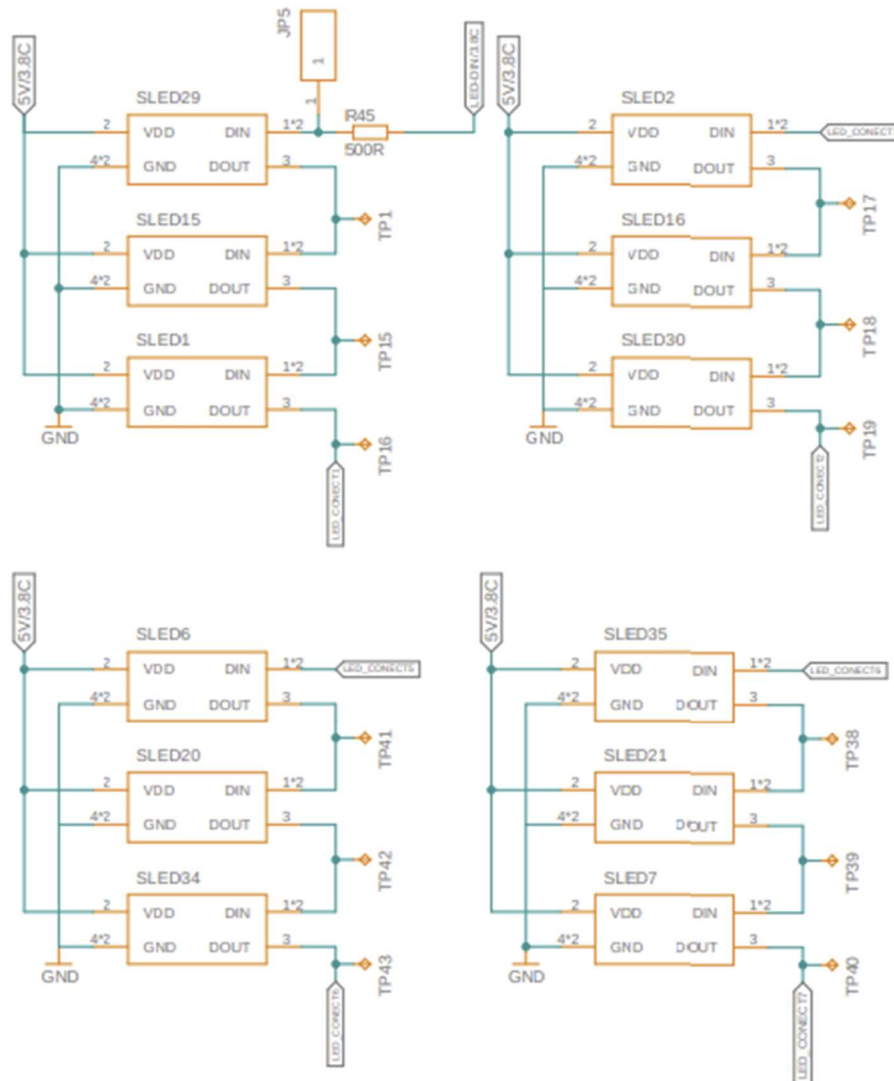 5V/3.8C
JP5
1
1
LED-DIN/3.8C
SLED29
2 VDD DIN 1*2
R45
500R
4*2 GND DOUT 3
TP1
SLED15
2 VDD DIN 1*2
4*2 GND DOUT 3
TP15
SLED1
2 VDD DIN 1*2
4*2 GND DOUT 3
GND
TP16
LED_CONECT1
5V/3.8C
SLED2
2 VDD DIN 1*2
4*2 GND DOUT 3
TP17
SLED16
2 VDD DIN 1*2
4*2 GND DOUT 3
TP18
SLED30
2 VDD DIN 1*2
4*2 GND DOUT 3
GND
TP19
LED_CONECT2
5V/3.8C
SLED6
2 VDD DIN 1*2
LED_CONECT5
4*2 GND DOUT 3
TP41
SLED20
2 VDD DIN 1*2
4*2 GND DOUT 3
TP42
SLED34
2 VDD DIN 1*2
4*2 GND DOUT 3
GND
TP43
LED_CONECT6
5V/3.8C
SLED35
2 VDD DIN 1*2
LED_CONECT6
4*2 GND DOUT 3
TP38
SLED21
2 VDD DIN 1*2
4*2 GND DOUT 3
TP39
SLED7
2 VDD DIN 1*2
4*2 GND DOUT 3
GND
TP40
LED_CONECT7